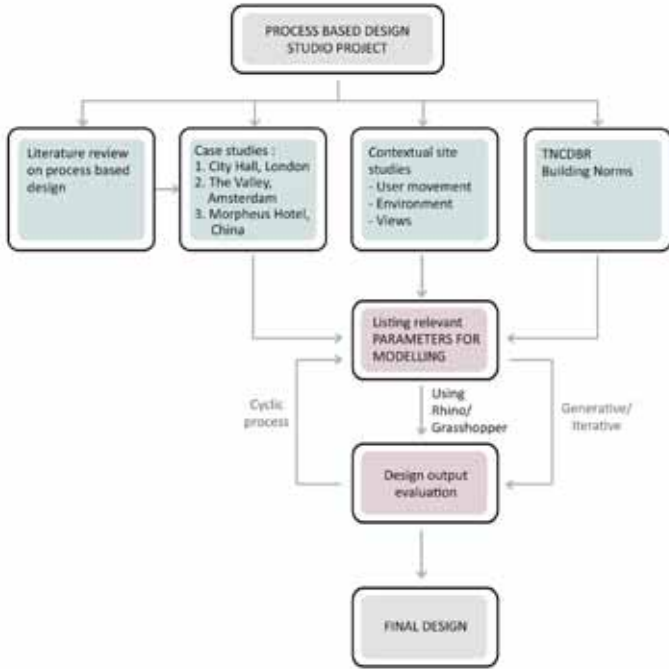 PROCESS BASED DESIGN
STUDIO PROJECT
Literature review
on process based
design
Case studies :
1. City Hall, London
2. The Valley,
Amsterdam
3. Morpheus Hotel,
China
Contextual site
studies
- User movement
- Environment
- Views
TNCDBR
Building Norms
Listing relevant
PARAMETERS FOR
MODELLING
Cyclic
process
Using
Rhino/
Grasshopper
Generative/
Iterative
Design output
evaluation
FINAL DESIGN